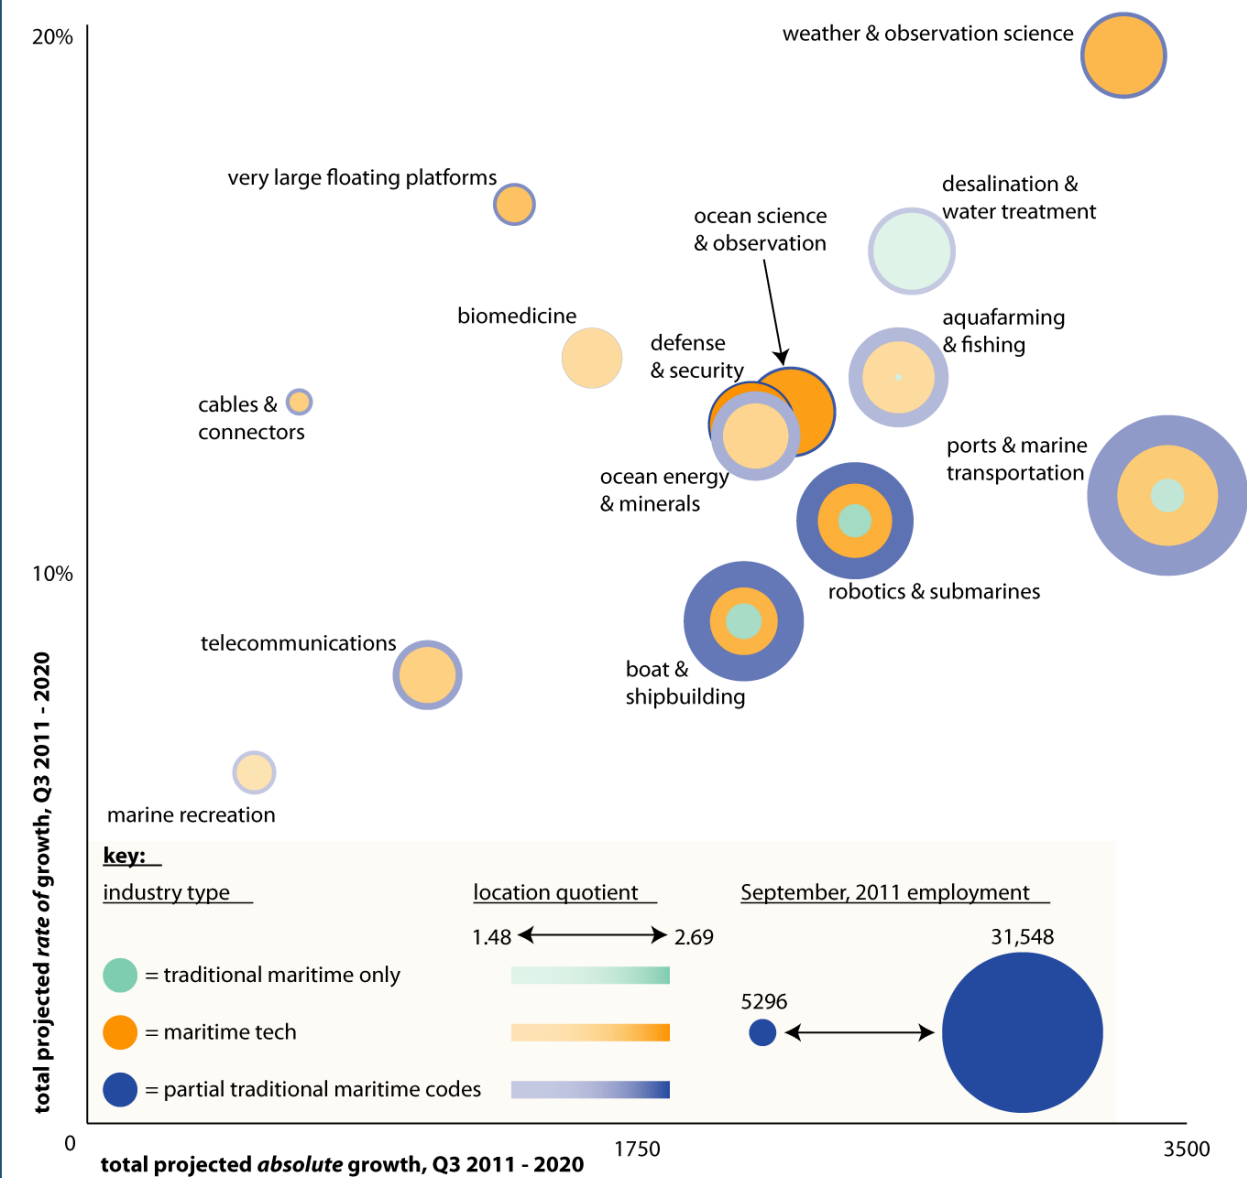 20%
weather & observation science
very large floating platforms
desalination &
water treatment
ocean science
& observation
biomedicine
aquafarming
& fishing
defense
& security
cables &
connectors
ports & marine
transportation
ocean energy
& minerals
10%
robotics & submarines
telecommunications
boat &
shipbuilding
marine recreation
total projected rate of growth, Q3 2011 - 2020
key:
industry type
location quotient
September, 2011 employment
1.48
2.69
31,548
= traditional maritime only
5296
= maritime tech
= partial traditional maritime codes
0
1750
3500
total projected absolute growth, Q3 2011 - 2020